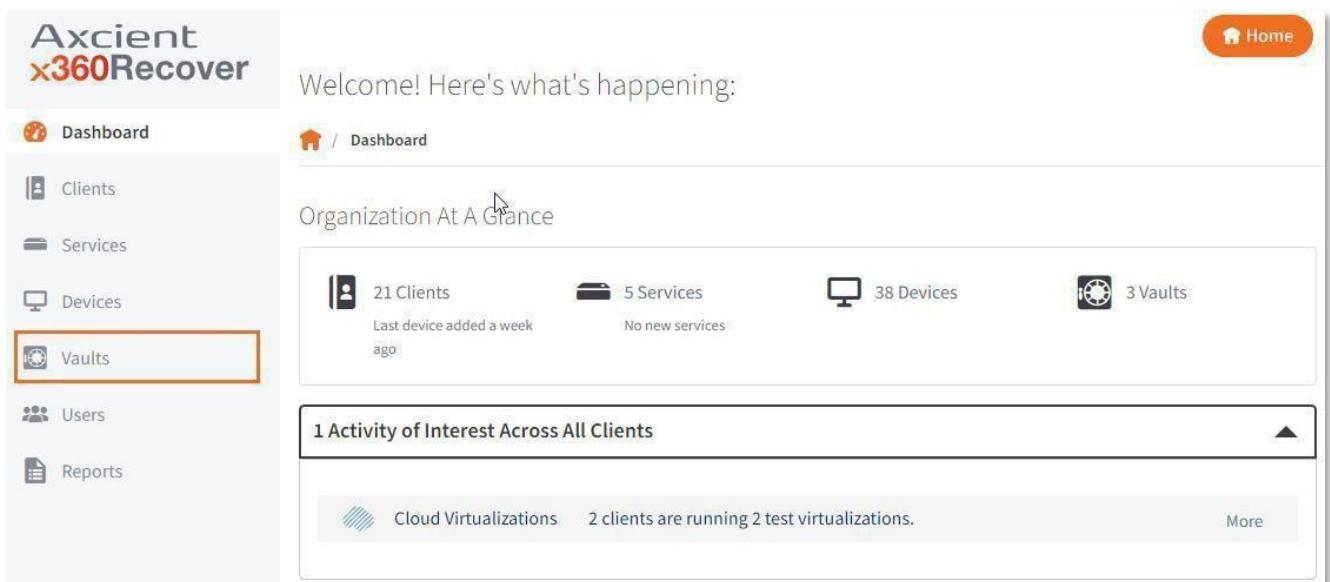 Axcient
x360Recover
Home
Welcome! Here's what's happening:
Dashboard
/ Dashboard
Clients
Organization At A Glance
Services
21 Clients
5 Services
38 Devices
3 Vaults
Devices
Last device added a week
No new services
ago
Vaults
Users
1 Activity of Interest Across All Clients
Reports
Cloud Virtualizations
2 clients are running 2 test virtualizations.
More